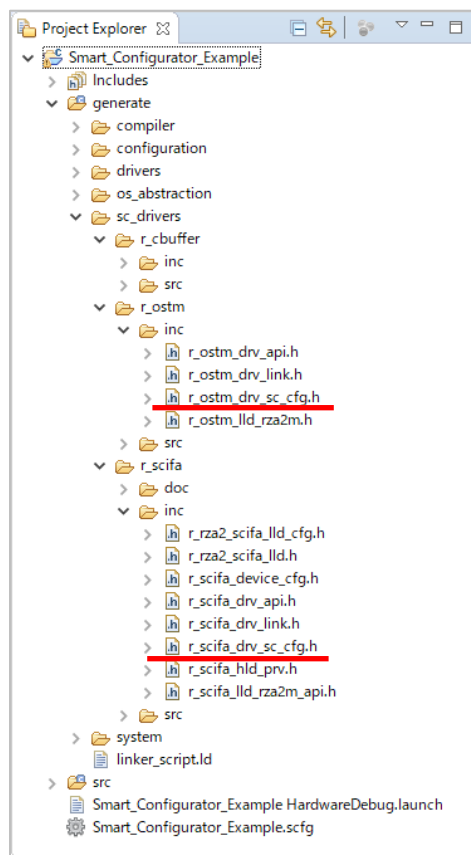 Project Explorer
Smart_Configurator_Example
Includes
generate
compiler
configuration
drivers
os_abstraction
sc_drivers
r_cbuffer
inc
src
r_ostm
inc
r_ostm_drv_api.h
r_ostm_drv_link.h
r_ostm_drv_sc_cfg.h
r_ostm_lld_rza2m.h
src
r_scifa
doc
inc
r_rza2_scifa_lld_cfg.h
r_rza2_scifa_lld.h
r_scifa_device_cfg.h
r_scifa_drv_api.h
r_scifa_drv_link.h
r_scifa_drv_sc_cfg.h
r_scifa_hld_prv.h
r_scifa_lld_rza2m_api.h
src
system
linker_script.ld
src
Smart_Configurator_Example HardwareDebug.launch
Smart_Configurator_Example.scfg